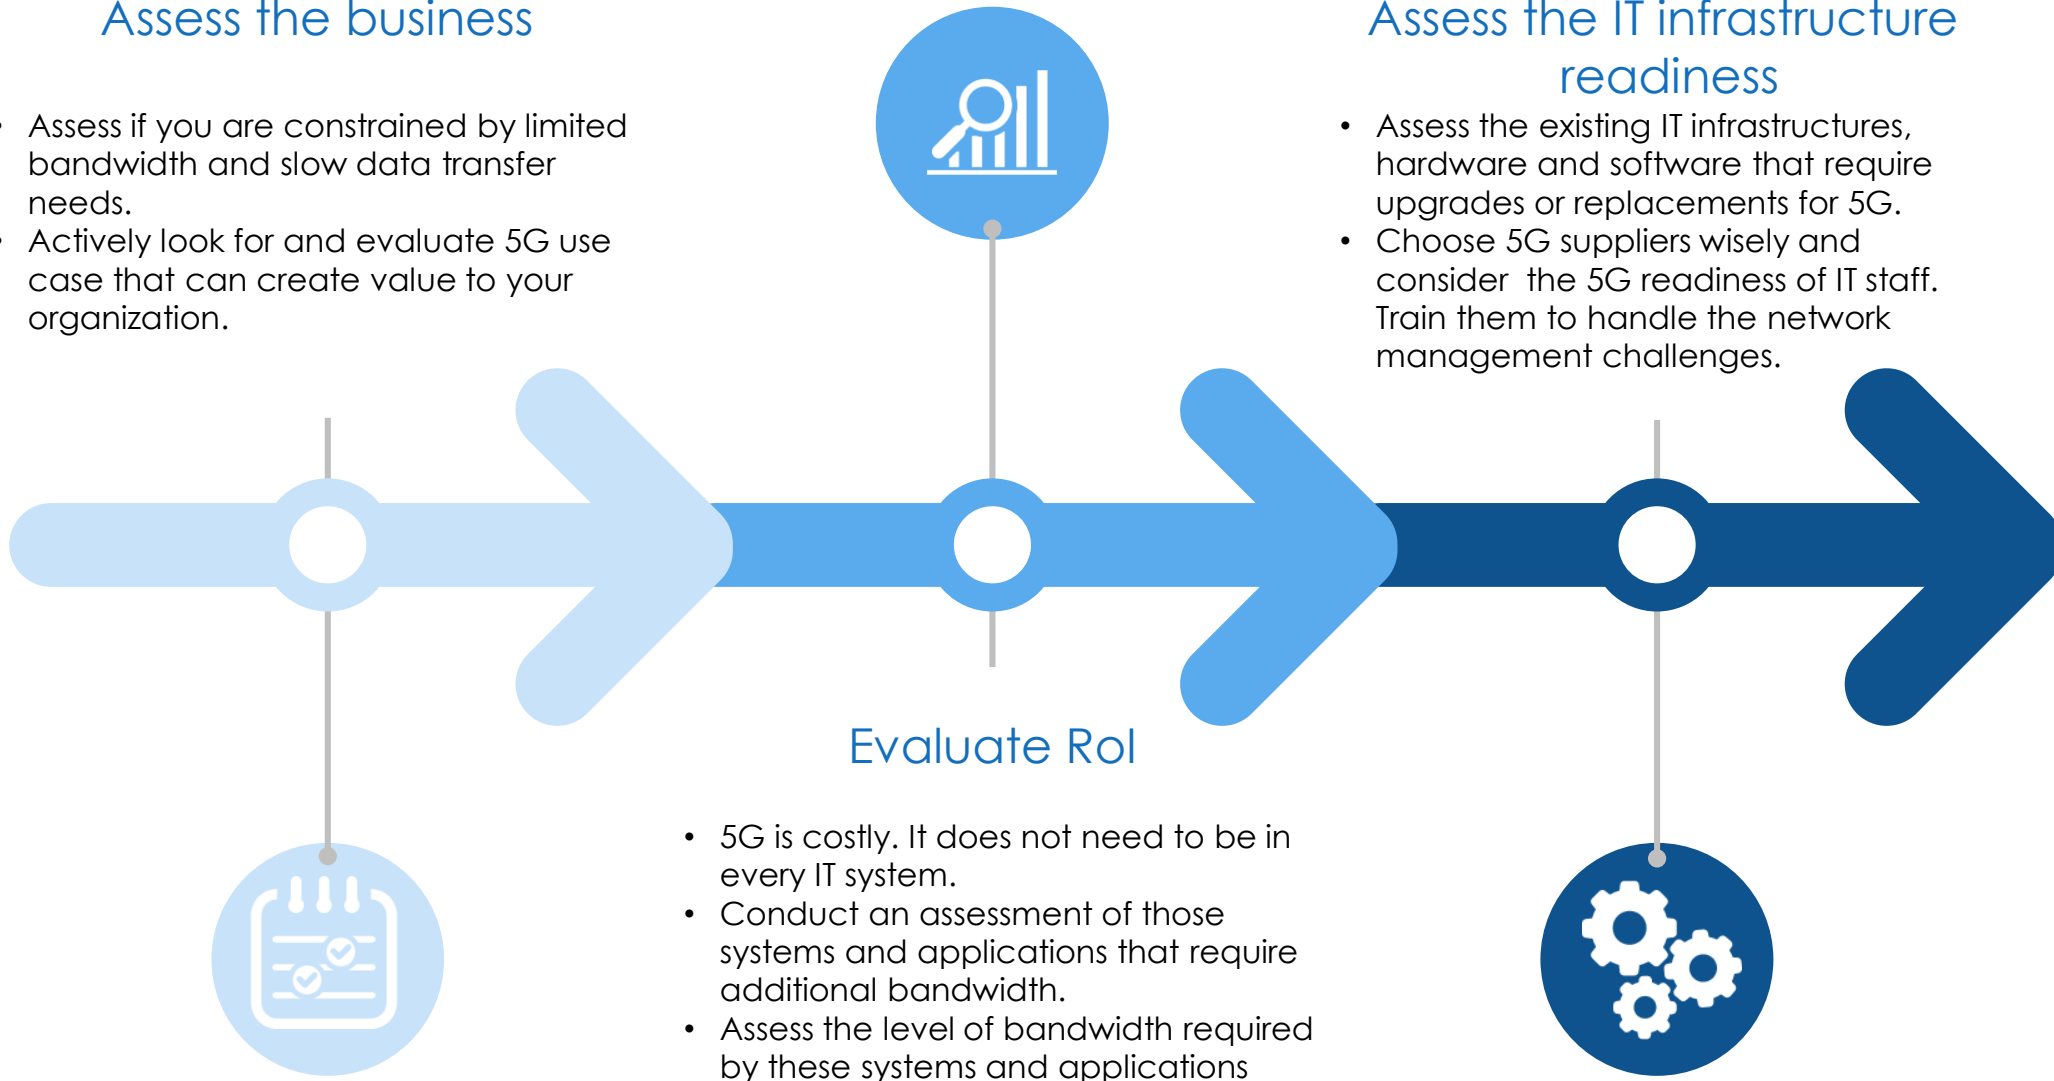 Assess the business
• Assess if you are constrained by limited
bandwidth and slow data transfer
needs.
• Actively look for and evaluate 5G use
case that can create value to your
organization.
Evaluate RoI
• 5G is costly. It does not need to be in
every IT system.
• Conduct an assessment of those
systems and applications that require
additional bandwidth.
• Assess the level of bandwidth required
by these systems and applications
Assess the IT infrastructure
readiness
• Assess the existing IT infrastructures,
hardware and software that require
upgrades or replacements for 5G.
• Choose 5G suppliers wisely and
consider  the 5G readiness of IT staff.
Train them to handle the network
management challenges.